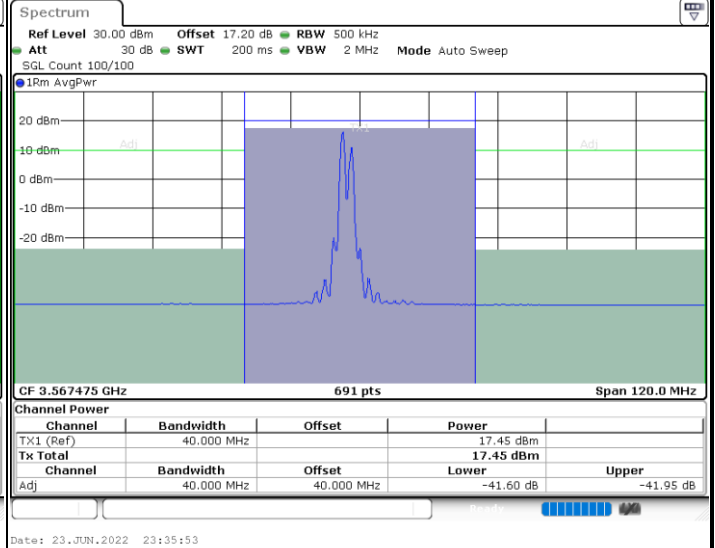 Spectrum
Ref Level 30.00 dBm Offset 17.20 dB RBW 500 kHz
Att 30 dB SWT 200 ms VBW 2 MHz Mode Auto Sweep
SGL Count 100/100
1Rm AvgPwr
TX1
20 dBm
Adj Adj
10 dBm
0 dBm
-10 dBm
-20 dBm
CF 3.567475 GHz 691 pts Span 120.0 MHz
Channel Power
Channel Bandwidth Offset Power
TX1 (Ref) 40.000 MHz 17.45 dBm
Tx Total 17.45 dBm
Channel Bandwidth Offset Lower Upper
Adj 40.000 MHz 40.000 MHz -41.60 dB -41.95 dB
Ready
Date: 23.JUN.2022 23:35:53